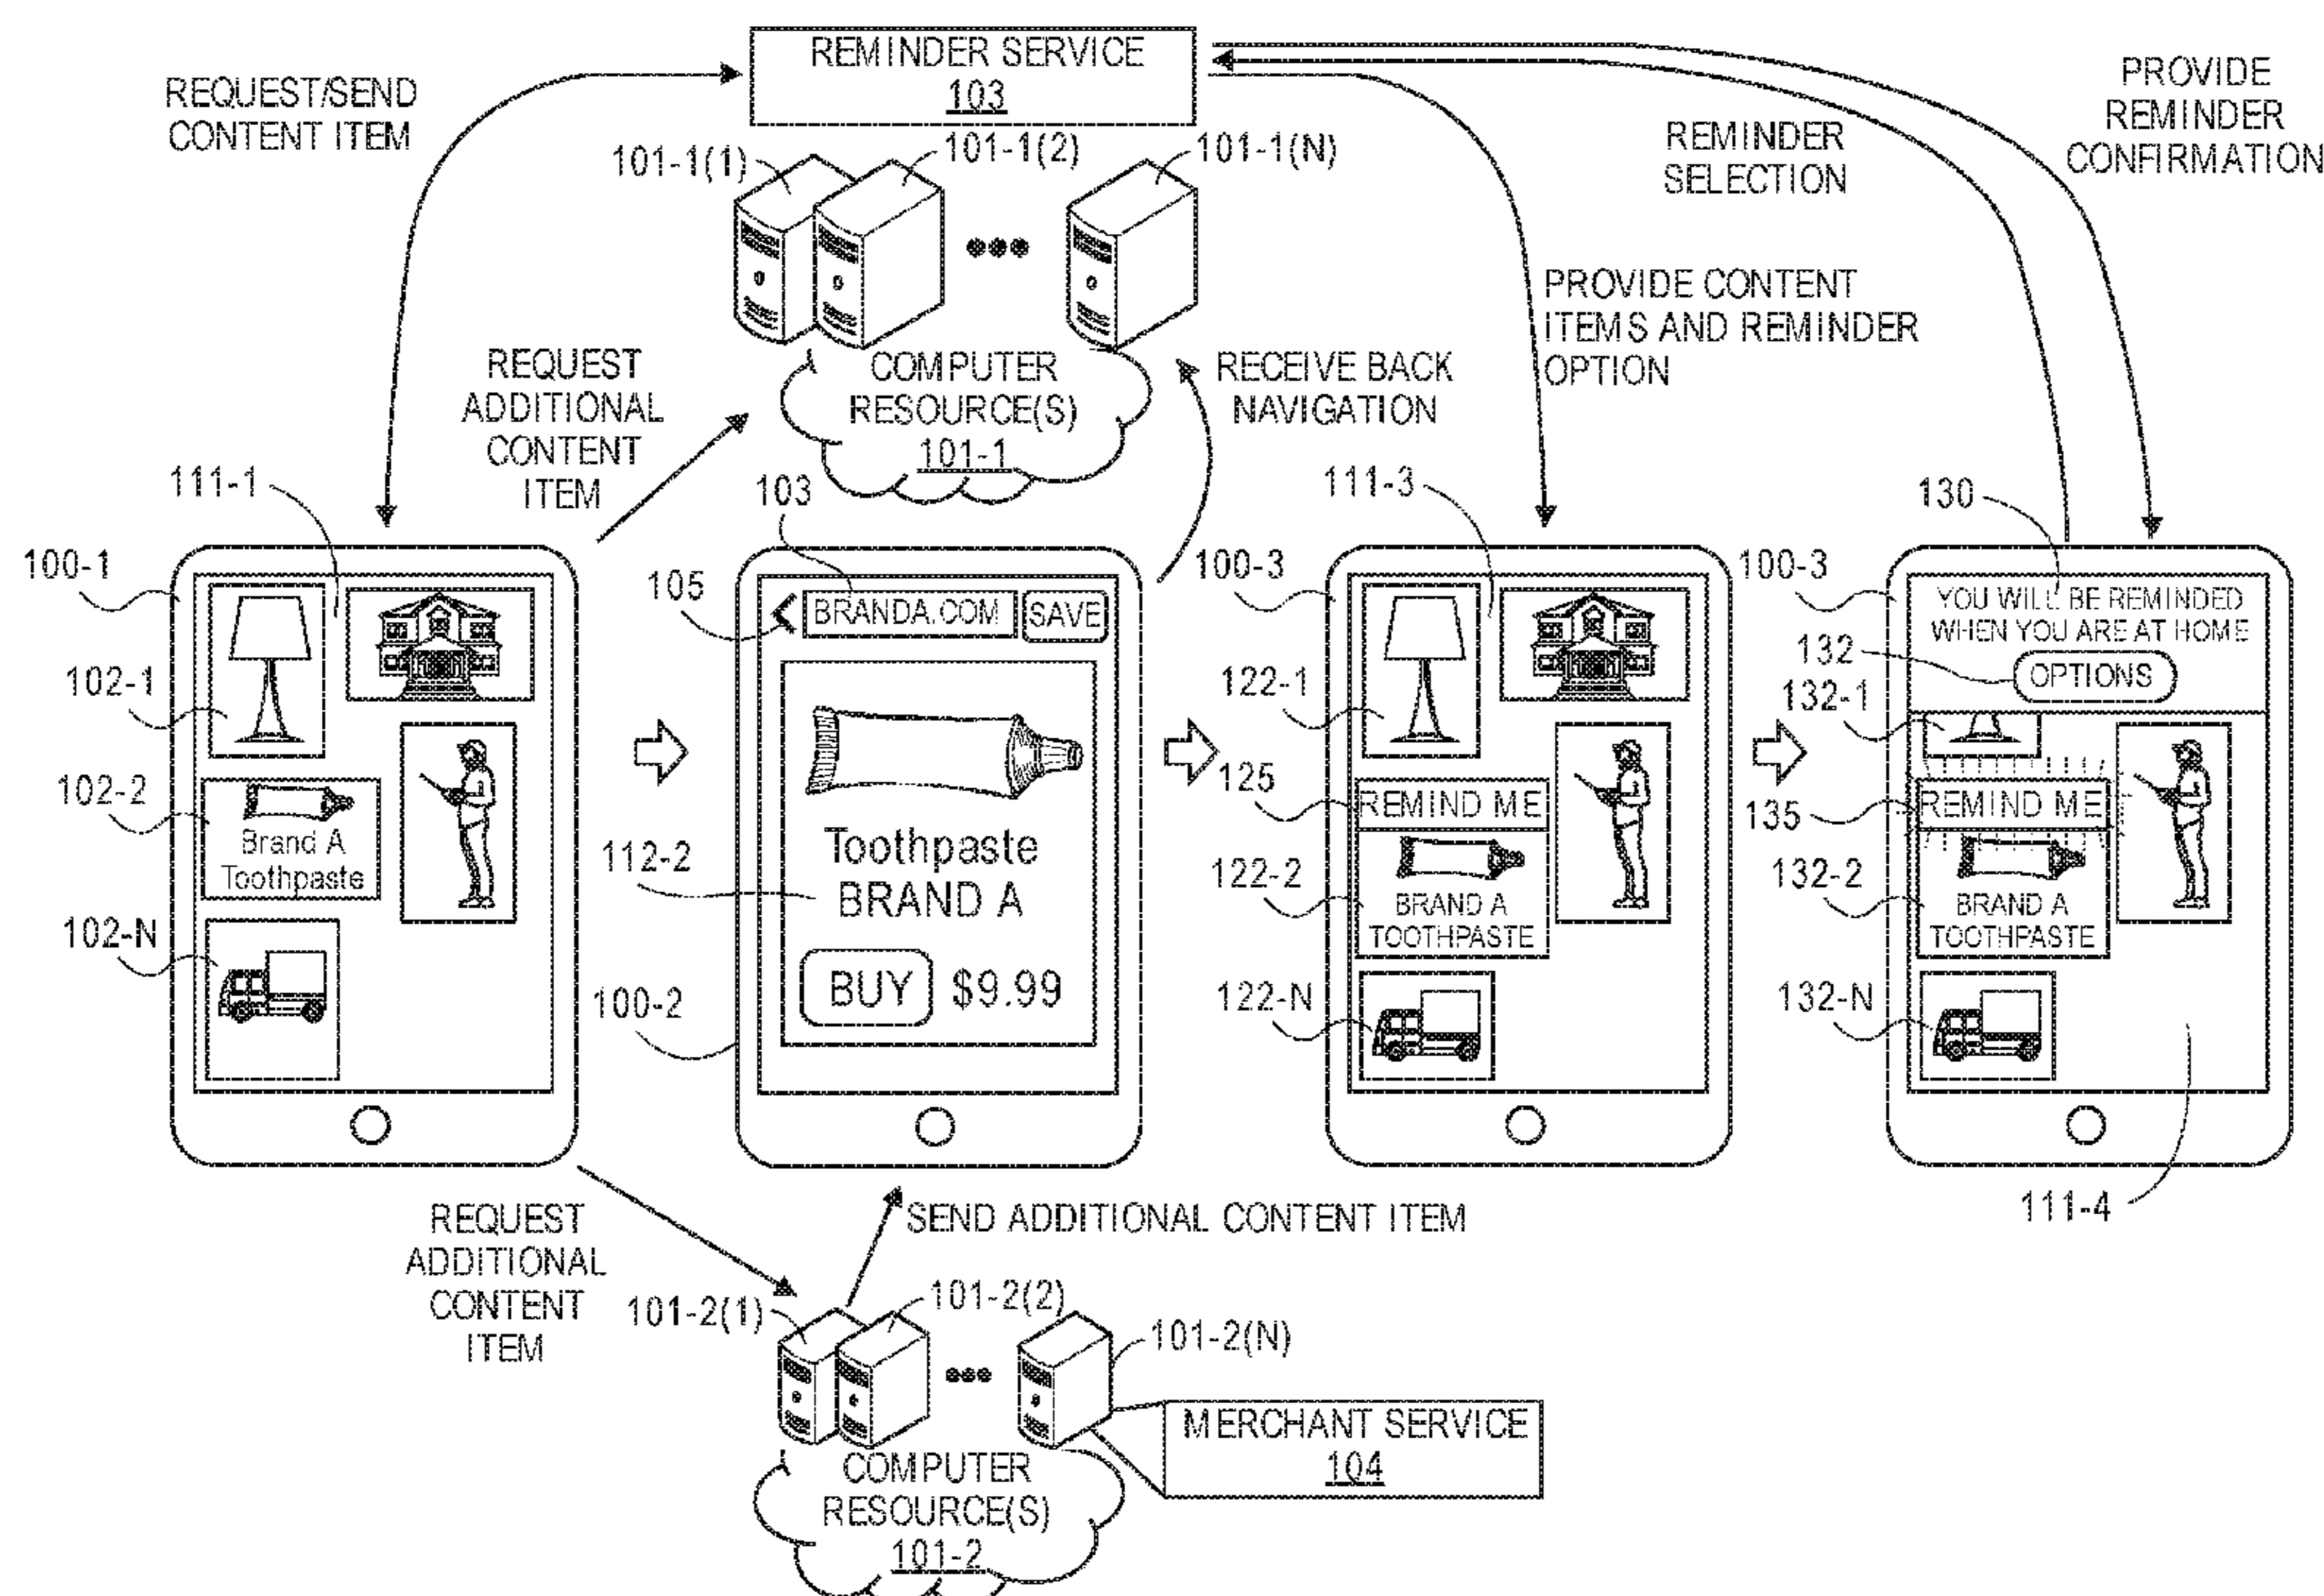 REMINDER SERVICE
103
REQUEST/SEND
CONTENT ITEM
PROVIDE
REMINDER
CONFIRMATION
REMINDER
SELECTION
101-1(1)
101-1(2)
101-1(N)
PROVIDE CONTENT
ITEMS AND REMINDER
OPTION
REQUEST
ADDITIONAL
CONTENT
ITEM
COMPUTER
RESOURCE(S)
101-1
RECEIVE BACK
NAVIGATION
111-1
103
111-3
130
100-1
105
100-3
100-3
BRANDA.COM
SAVE
YOU WILL BE REMINDED
WHEN YOU ARE AT HOME
132
OPTIONS
102-1
122-1
132-1
102-2
Brand A
Toothpaste
112-2
Toothpaste
BRAND A
125
REMIND ME
135
REMIND ME
122-2
BRAND A
TOOTHPASTE
132-2
BRAND A
TOOTHPASTE
102-N
100-2
BUY
$9.99
122-N
132-N
111-4
REQUEST
ADDITIONAL
CONTENT
ITEM
SEND ADDITIONAL CONTENT ITEM
101-2(1)
101-2(2)
101-2(N)
MERCHANT SERVICE
104
COMPUTER
RESOURCE(S)
101-2